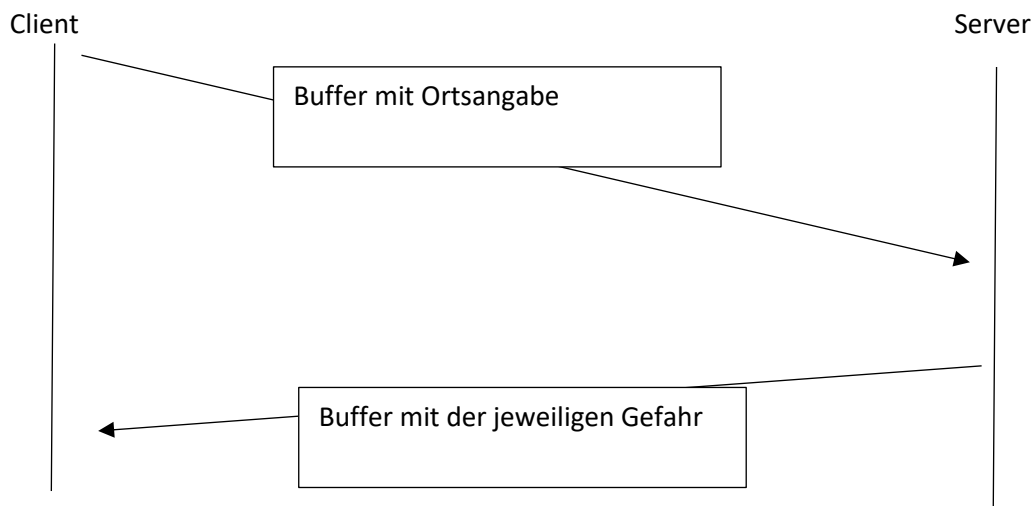 Client
Server
Buffer mit Ortsangabe
Buffer mit der jeweiligen Gefahr